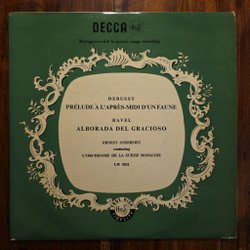 DECCA
DEBUSSY
PRÉLUDE À L'APRÈS-MIDI D'UN FAUNE
RAVEL
ALBORADA DEL GRACIOSO
ERNEST ANSERMET
conducting
L'ORCHESTRE DE LA SUISSE ROMANDE